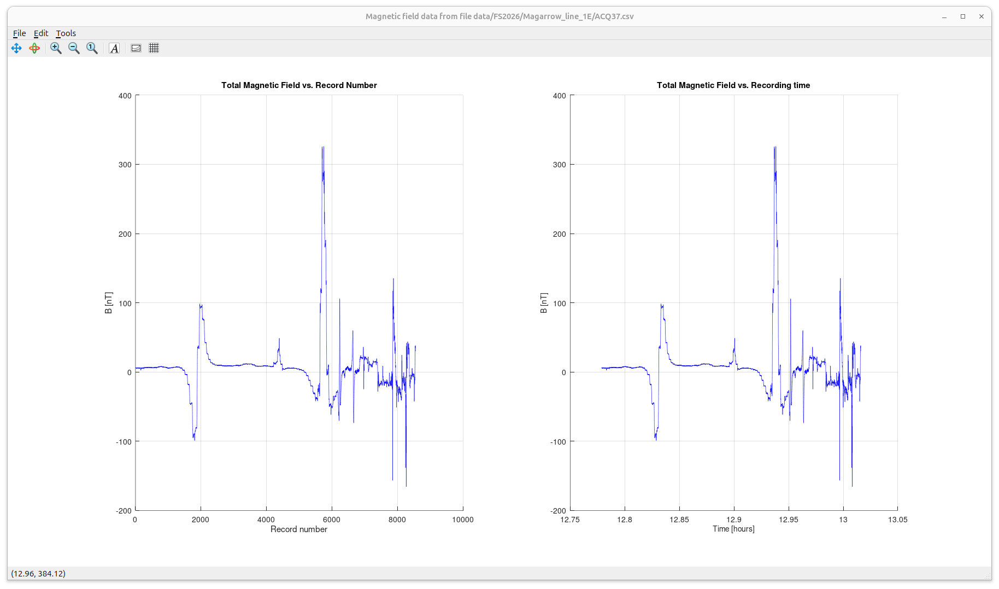 Magnetic field data from file data/FS2026/Magarrow_line_1E/ACQ37.csv
File Edit Tools
1 A
Total Magnetic Field vs. Record Number
400
300
200
100
0
-100
-200
B [nT]
0 2000 4000 6000 8000 10000
Record number
Total Magnetic Field vs. Recording time
400
300
200
100
0
-100
-200
B [nT]
12.75 12.8 12.85 12.9 12.95 13 13.05
Time [hours]
(12.96, 384.12)